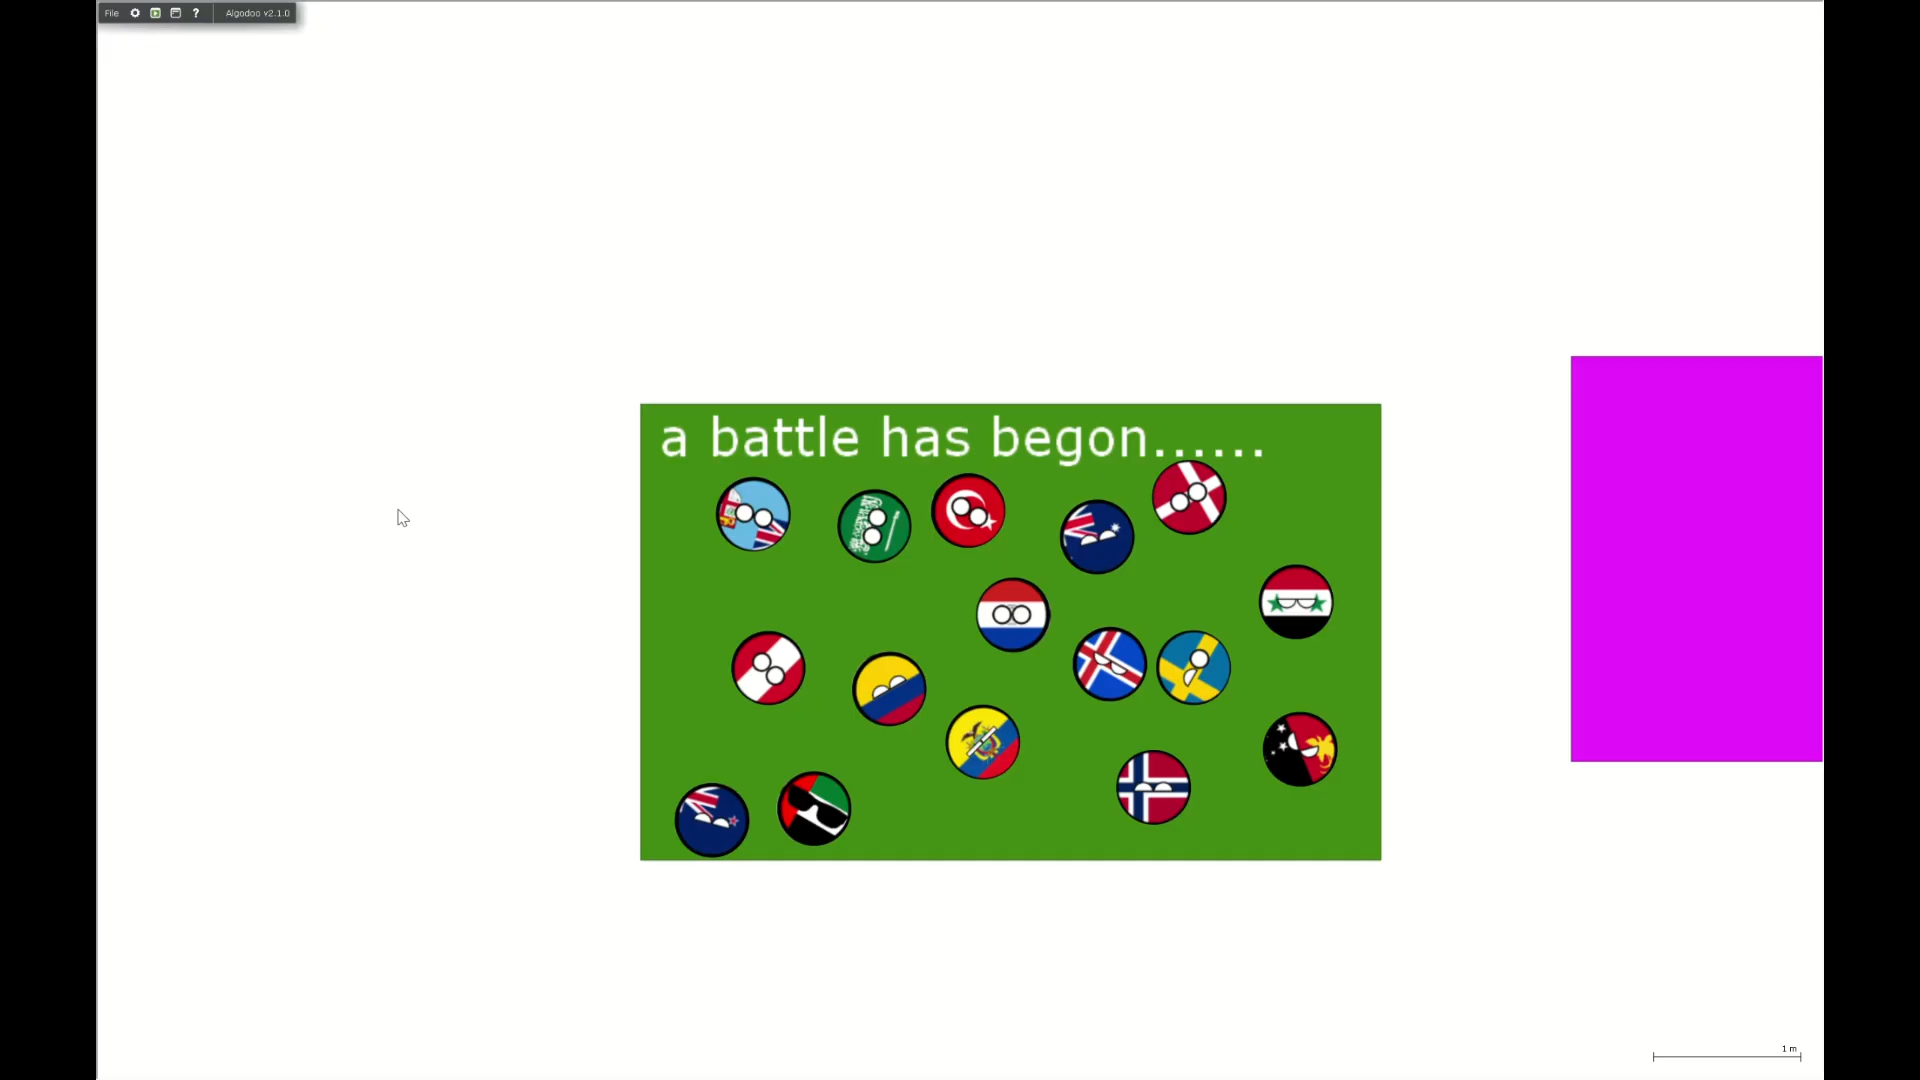 File ? Algodoo v2.1.0
a battle has begon......
1 m